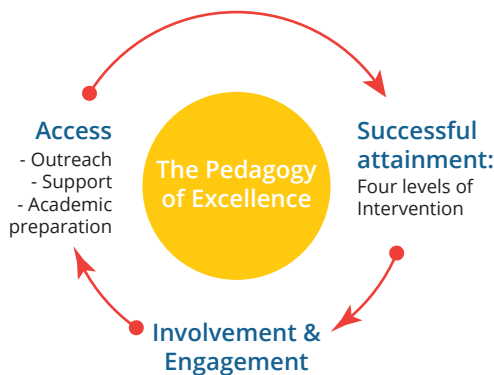 Access
- Outreach
- Support
- Academic
preparation
The Pedagogy
of Excellence
Successful
attainment:
Four levels of
Intervention
Involvement &
Engagement